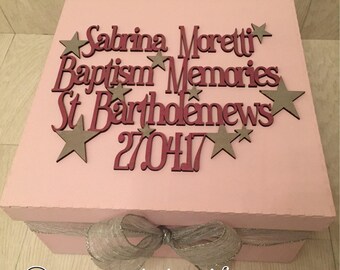 Sabrina Moretti
Baptism Memories
St Bartholemews
27.04.17